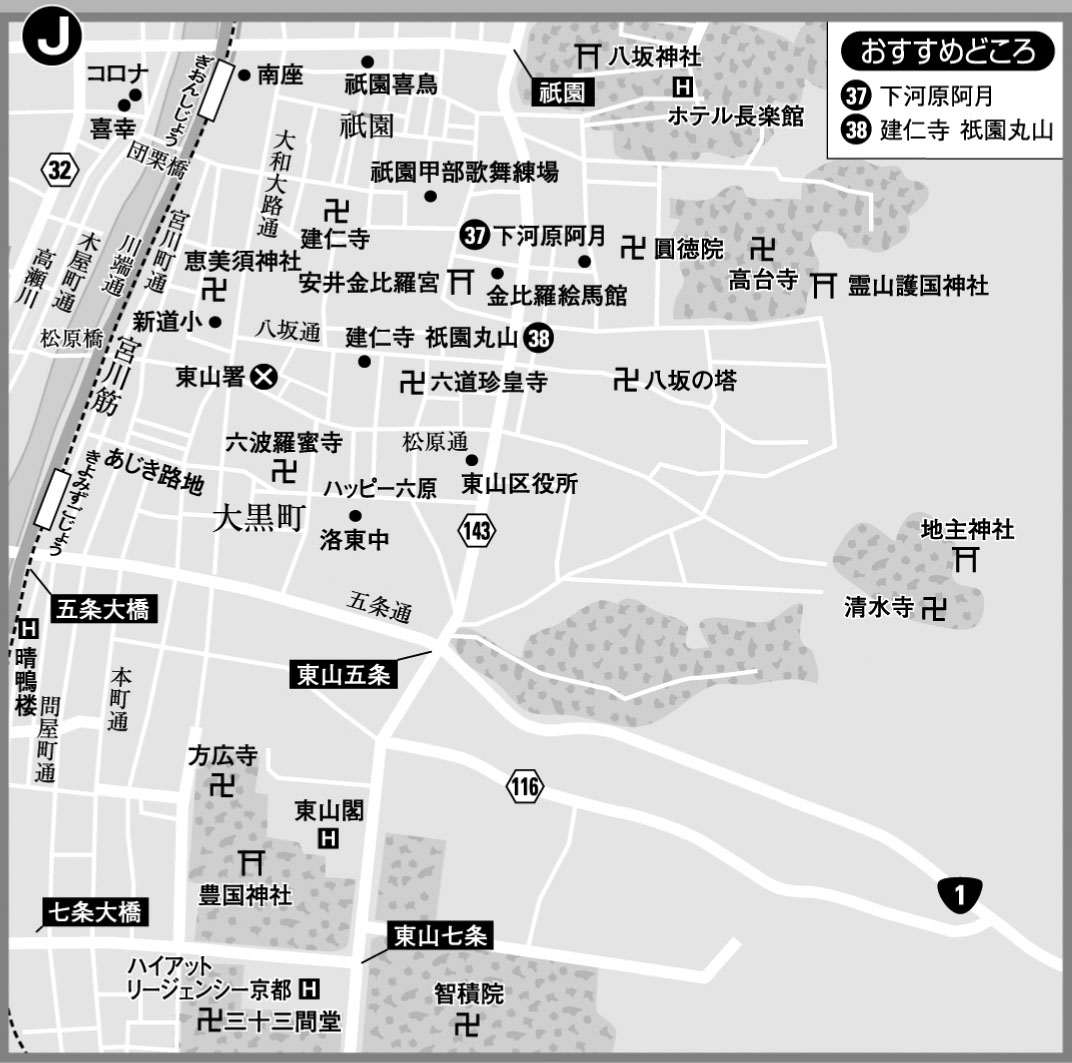 J
おすすめどころ
37 下河原阿月
38 建仁寺 祇園丸山
コロナ
喜幸
ぎおんしじょう
南座
祇園喜鳥
祇園
祇園
八坂神社
H
ホテル長楽館
団栗橋
32
大和大路通
祇園甲部歌舞練場
建仁寺
37 下河原阿月
圓徳院
高台寺
霊山護国神社
宮川町通
川端通
木屋町通
高瀬川
恵美須神社
安井金比羅宮
金比羅絵馬館
新道小
八坂通
建仁寺 祇園丸山 38
松原橋
宮川筋
東山署
六道珍皇寺
八坂の塔
六波羅蜜寺
松原通
あじき路地
きよみずごじょう
ハッピー六原
東山区役所
大黒町
洛東中
143
地主神社
清水寺
五条大橋
五条通
H
晴鴨楼
東山五条
本町通
問屋町通
方広寺
東山閣
H
116
豊国神社
1
七条大橋
東山七条
ハイアット
リージェンシー京都 H
三十三間堂
智積院